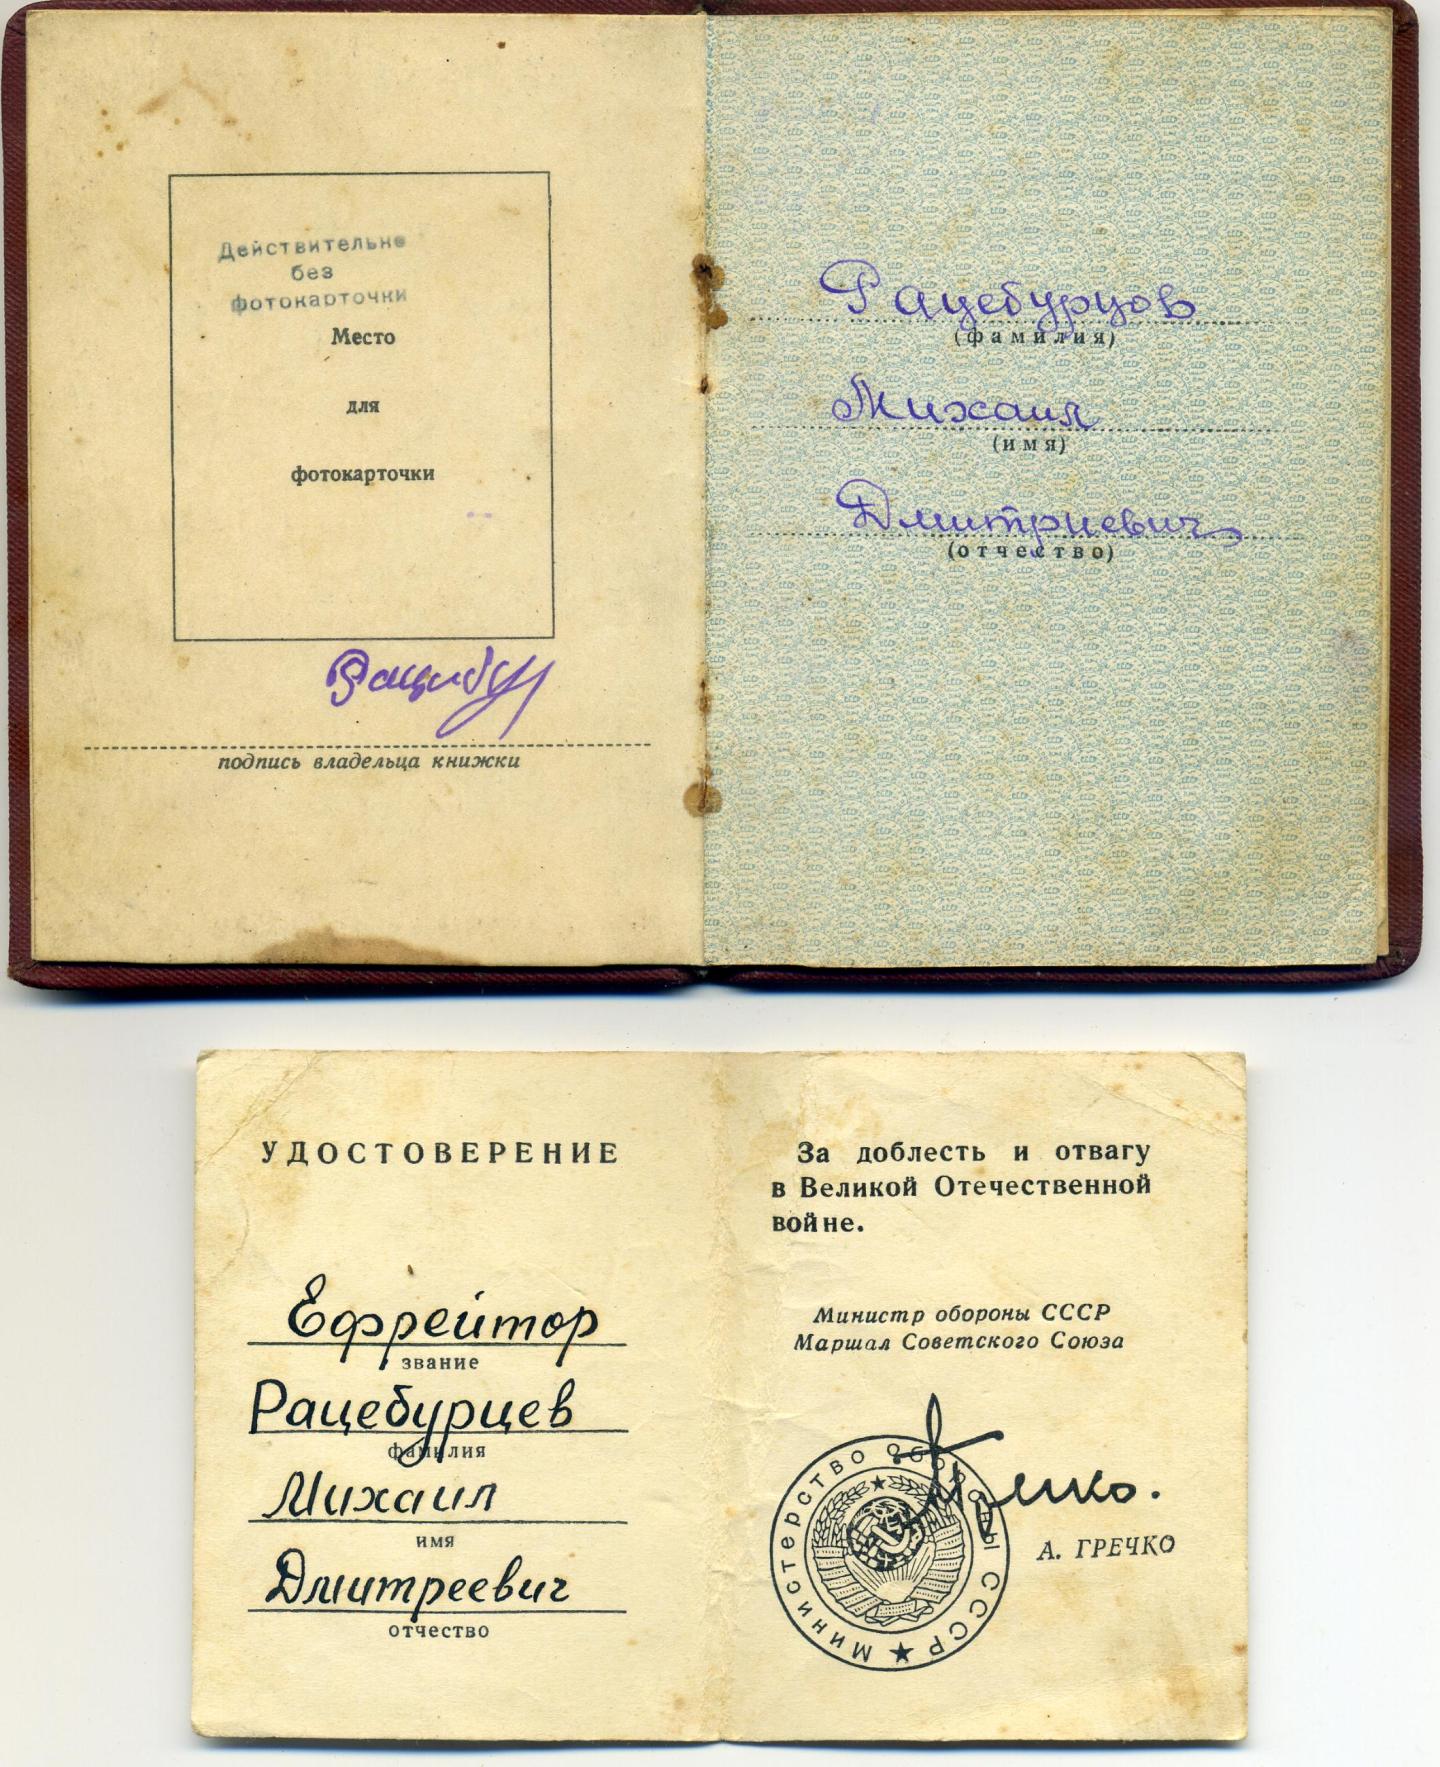 Действительно
без
фотокарточки
Место
для
фотокарточки
подпись владельца книжки
Рацебурцов
(фамилия)
Михаил
(имя)
Дмитриевич
(отчество)
УДОСТОВЕРЕНИЕ
Ефрейтор
звание
Рацебурцев
фамилия
Михаил
имя
Дмитреевич
отчество
За доблесть и отвагу
в Великой Отечественной
войне.
Министр обороны СССР
Маршал Советского Союза
МИНИСТЕРСТВО ОБОРОНЫ СССР
А. ГРЕЧКО